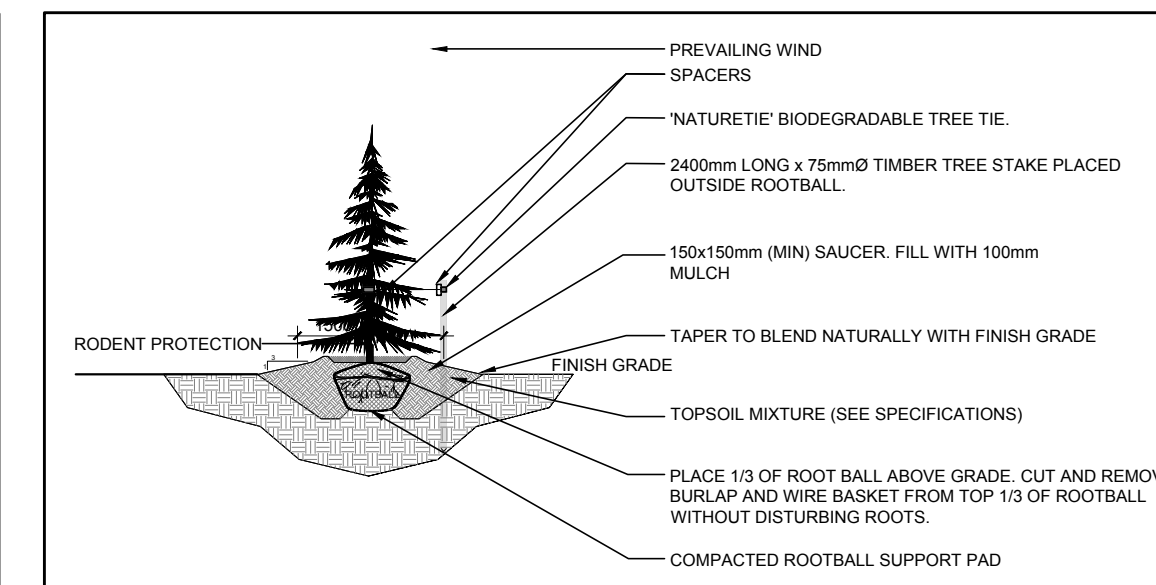 PREVAILING WIND
SPACERS
'NATURETIE' BIODEGRADABLE TREE TIE.
2400mm LONG x 75mmØ TIMBER TREE STAKE PLACED
OUTSIDE ROOTBALL.
150x150mm (MIN) SAUCER. FILL WITH 100mm
MULCH
RODENT PROTECTION
3
1
TAPER TO BLEND NATURALLY WITH FINISH GRADE
FINISH GRADE
ROOTBALL
TOPSOIL MIXTURE (SEE SPECIFICATIONS)
PLACE 1/3 OF ROOT BALL ABOVE GRADE. CUT AND REMOV
BURLAP AND WIRE BASKET FROM TOP 1/3 OF ROOTBALL
WITHOUT DISTURBING ROOTS.
COMPACTED ROOTBALL SUPPORT PAD